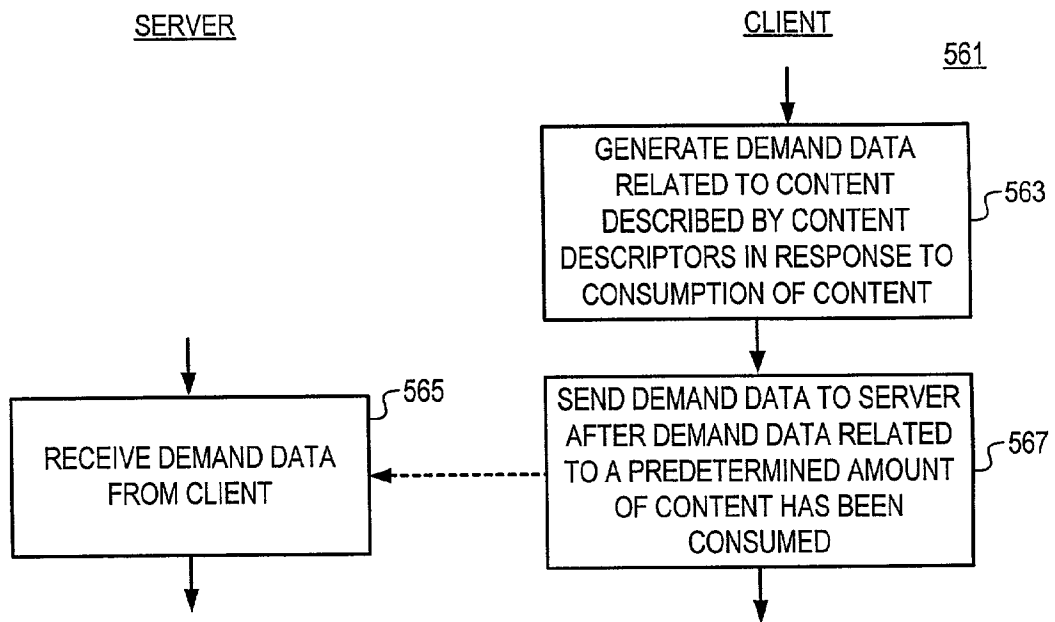 SERVER
CLIENT
561
GENERATE DEMAND DATA
RELATED TO CONTENT
DESCRIBED BY CONTENT
DESCRIPTORS IN RESPONSE TO
CONSUMPTION OF CONTENT
563
RECEIVE DEMAND DATA
FROM CLIENT
565
SEND DEMAND DATA TO SERVER
AFTER DEMAND DATA RELATED
TO A PREDETERMINED AMOUNT
OF CONTENT HAS BEEN
CONSUMED
567